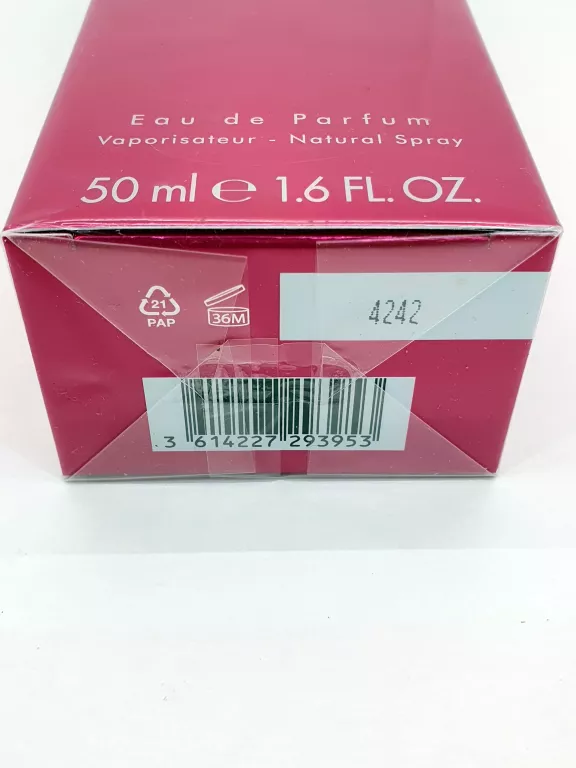 Eau de Parfum
Vaporisateur - Natural Spray
50 ml ℮ 1.6 FL. OZ.
21
PAP
36M
4242
3 614227 293953